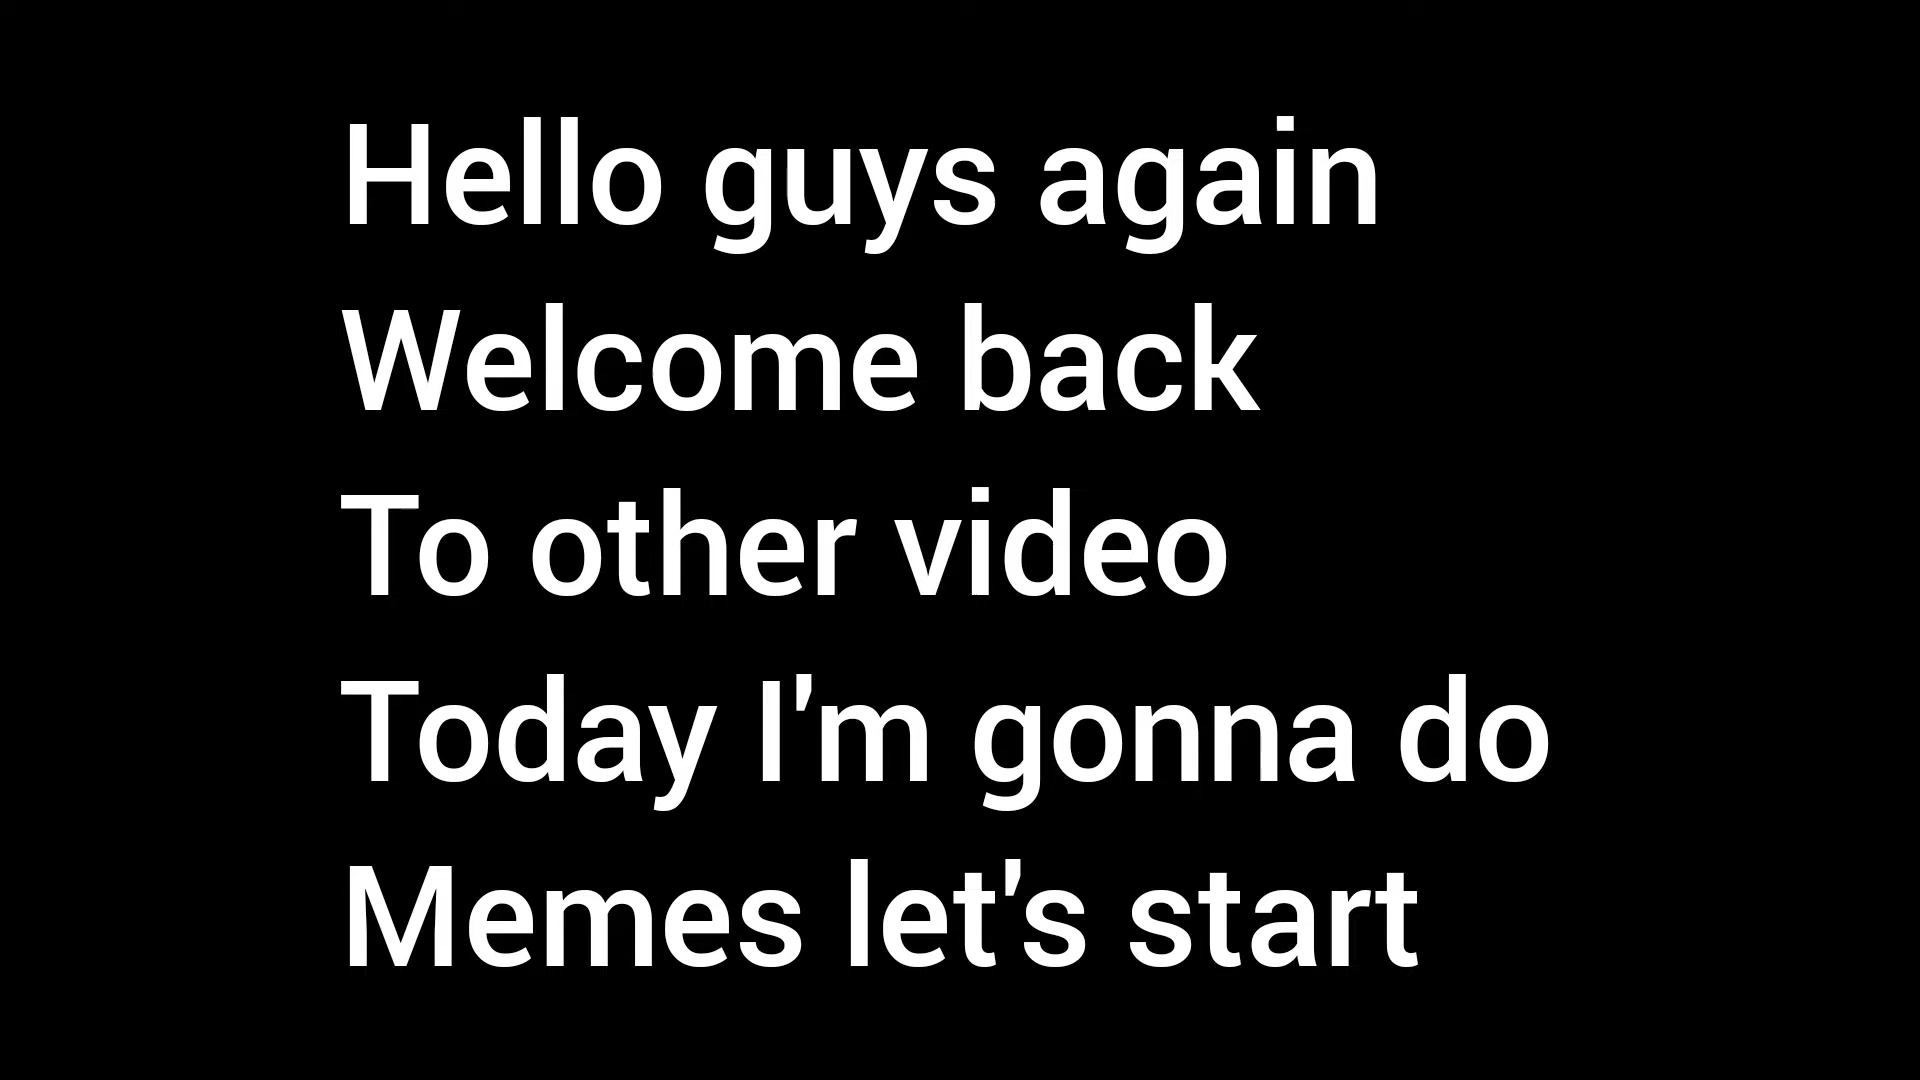 Hello guys again
Welcome back
To other video
Today I'm gonna do
Memes let's start